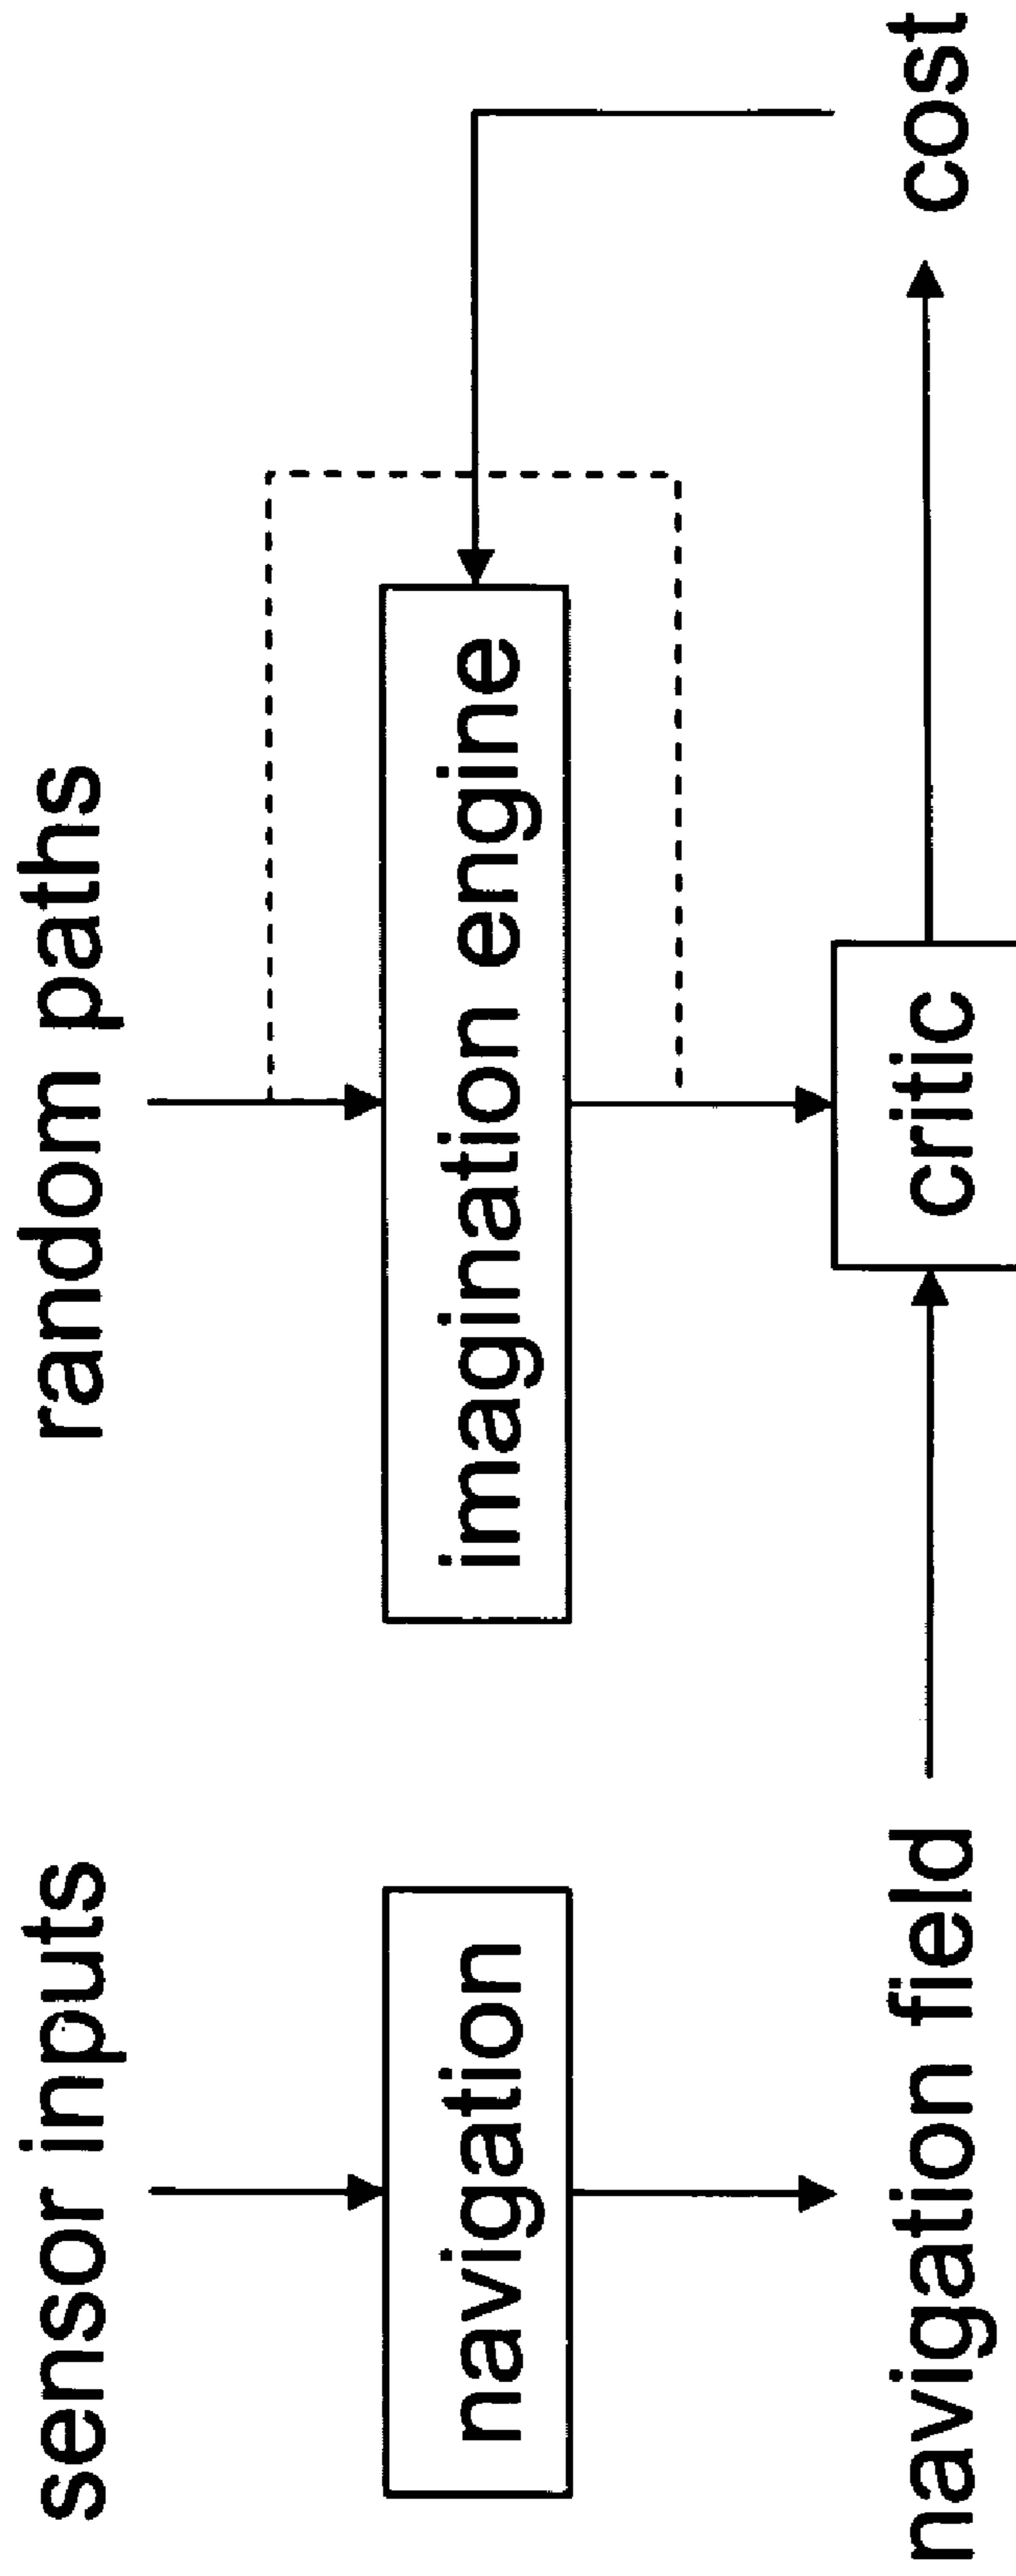 sensor inputs
random paths
navigation
imagination engine
navigation field
critic
cost